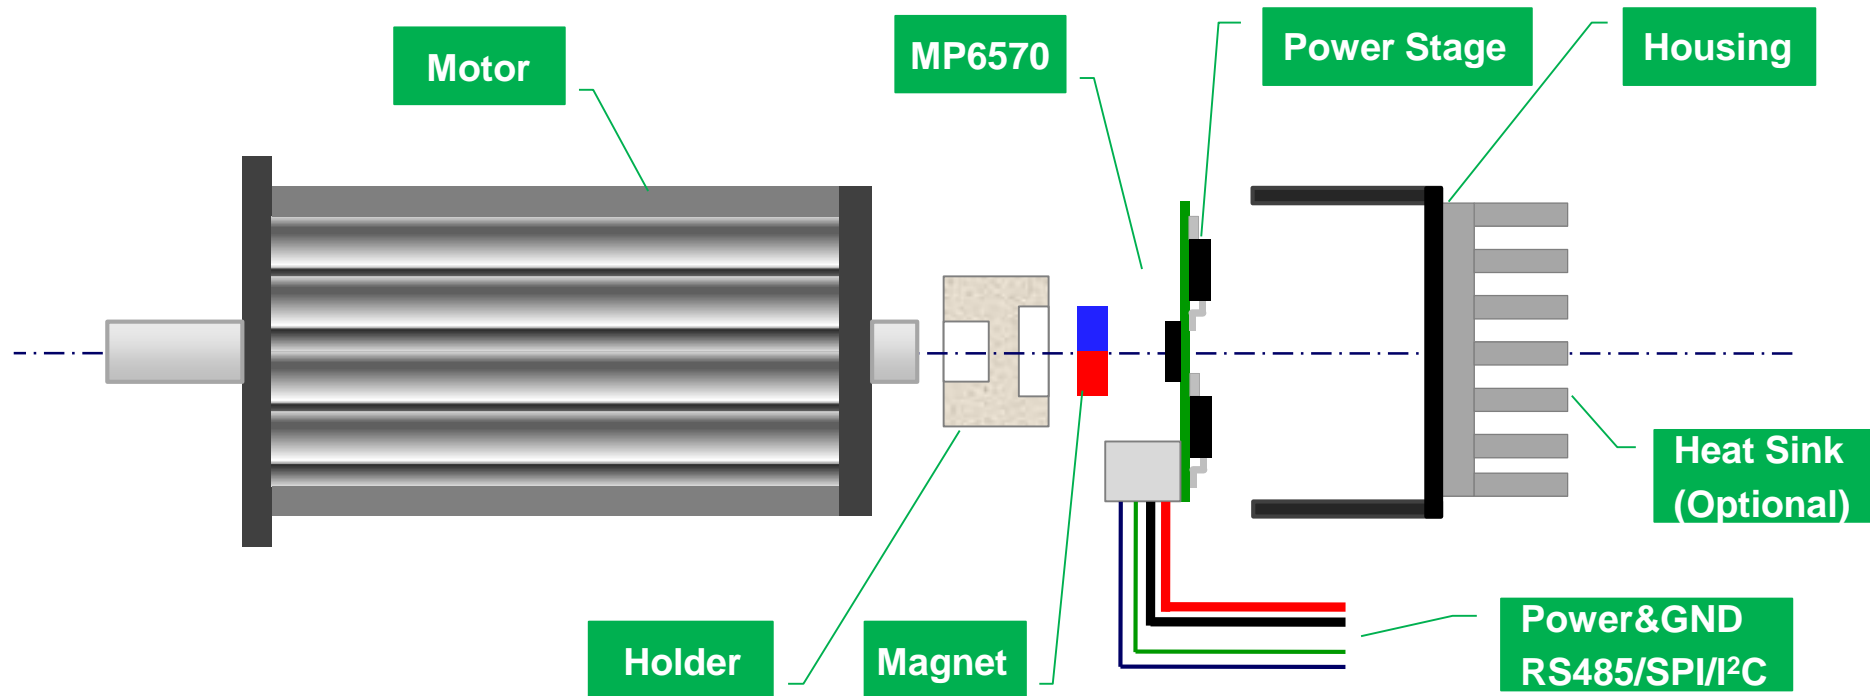 Motor
MP6570
Power Stage
Housing
Heat Sink
(Optional)
Holder
Magnet
Power&GND
RS485/SPI/I²C